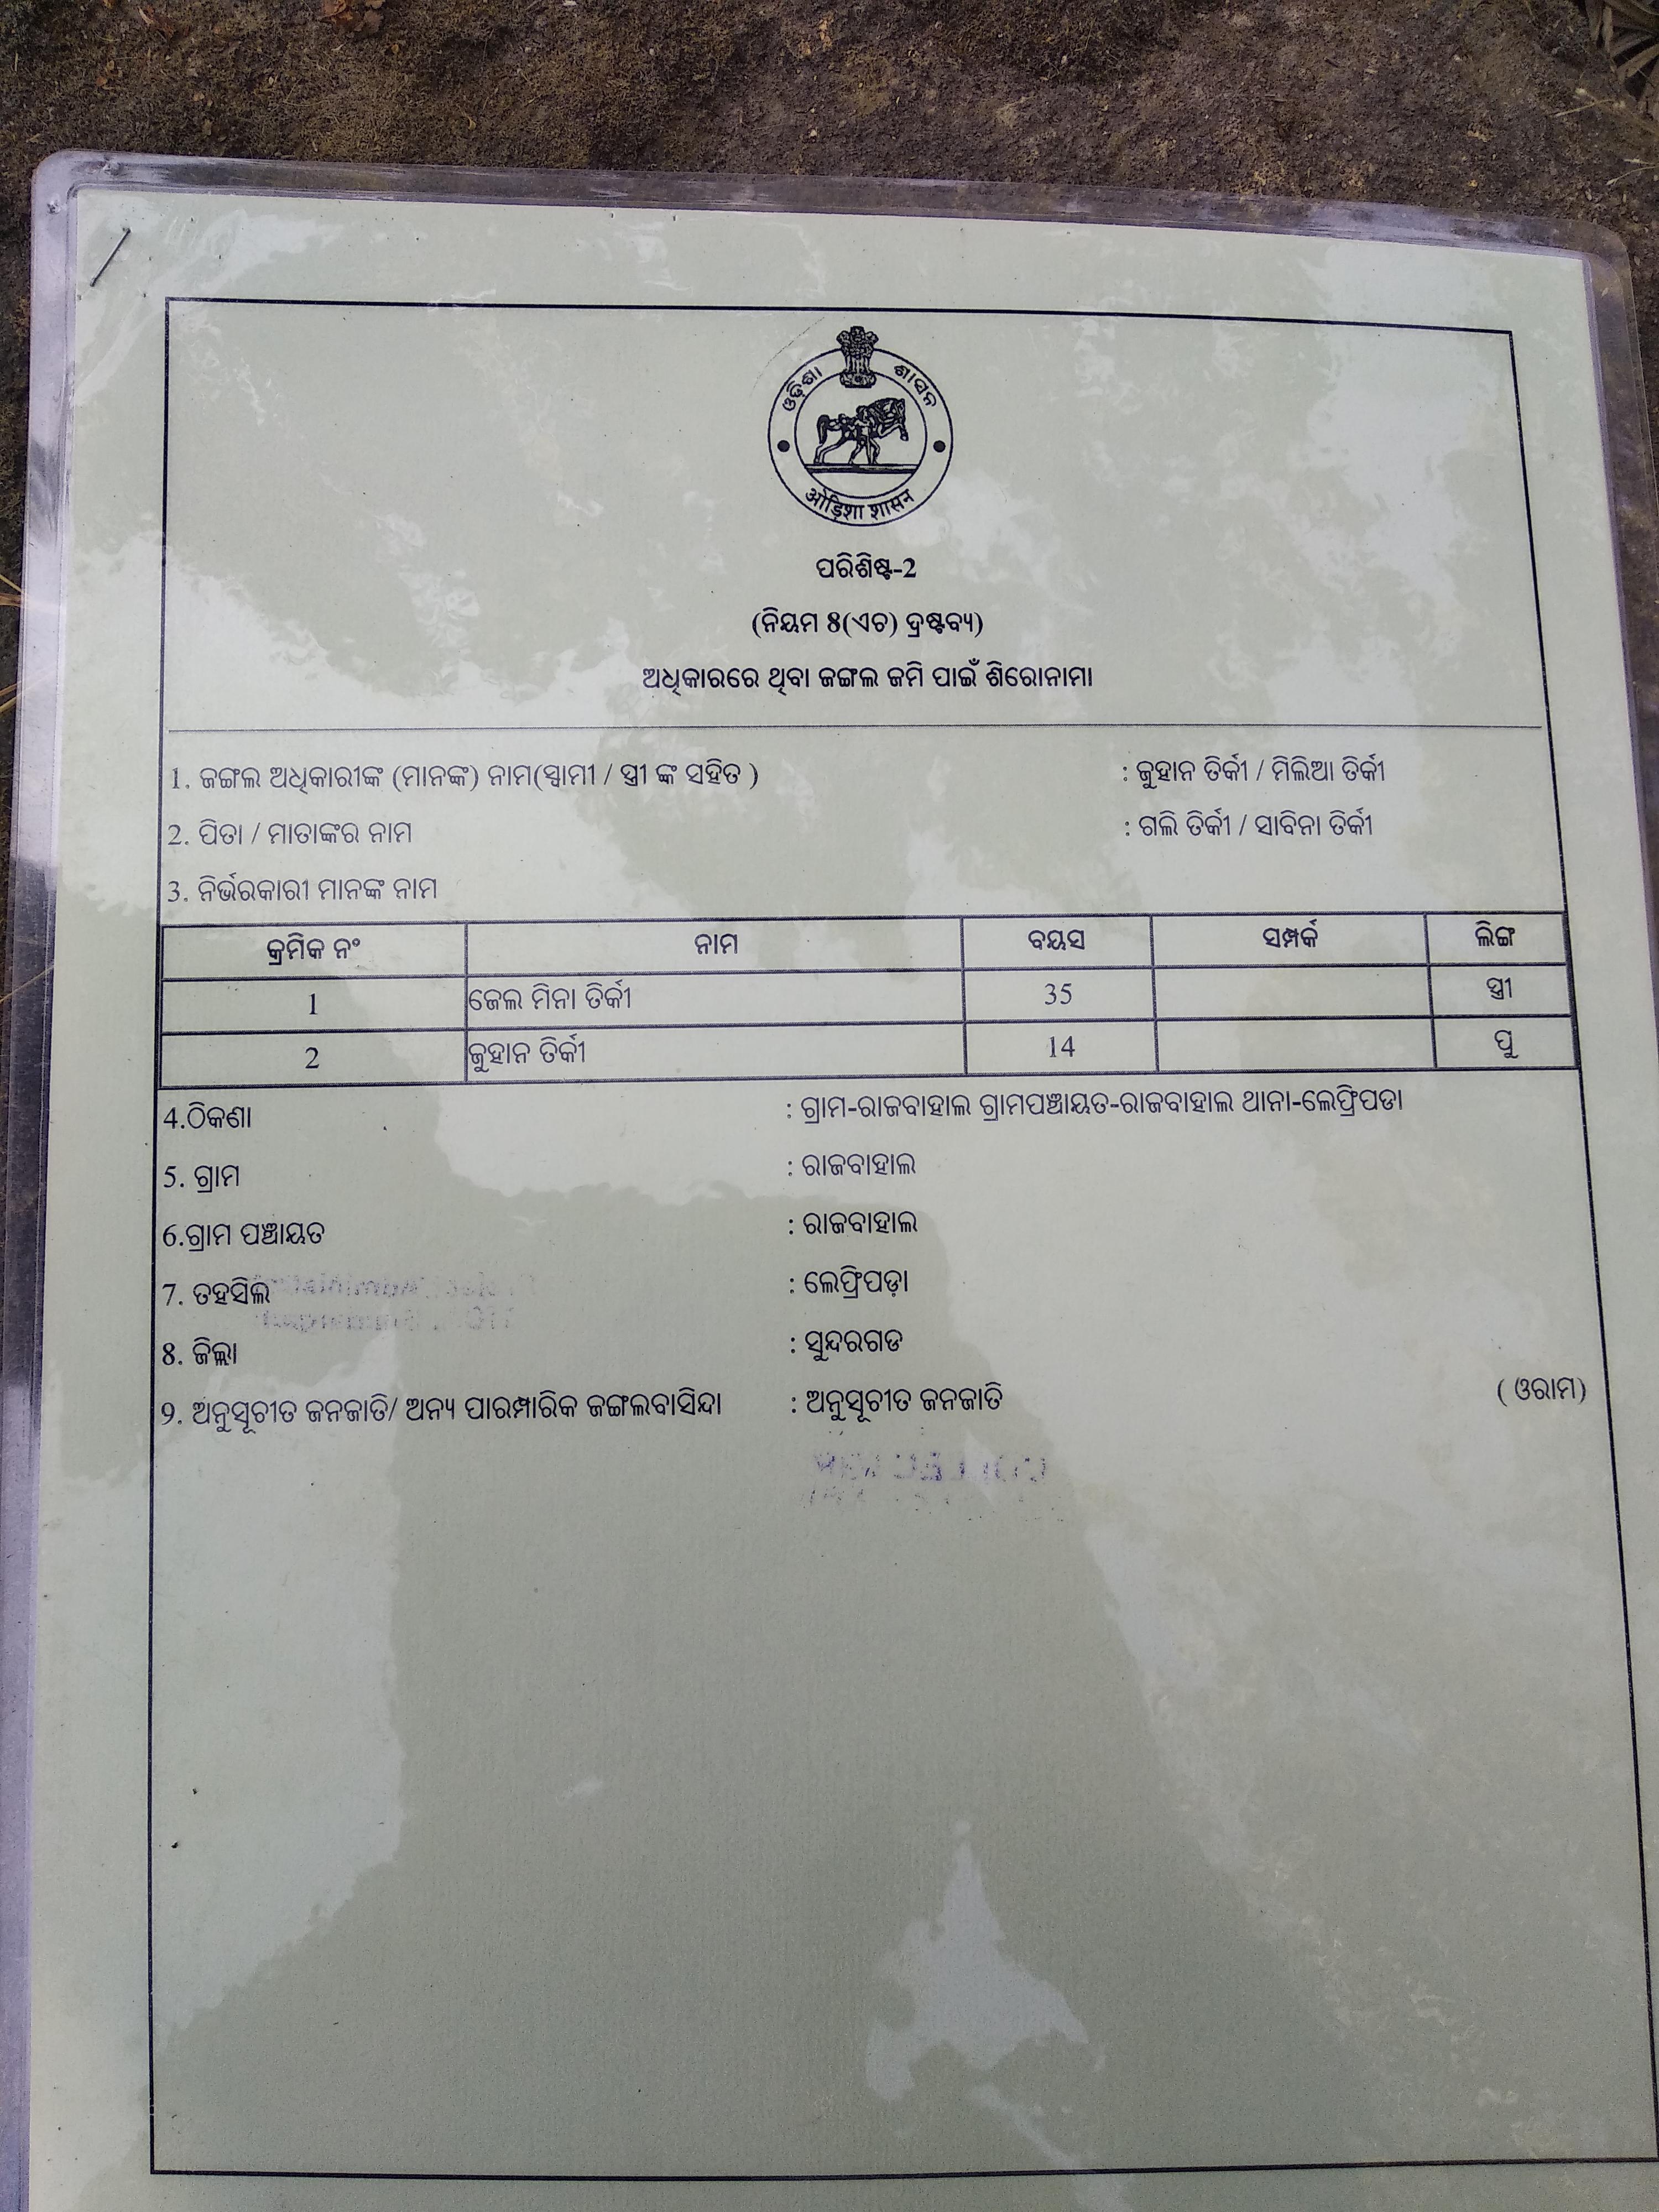 ଓଡ଼ିଶା ଶାସନ
ओड़िशा शासन
ପରିଶିଷ୍ଟ-2
(ନିୟମ ୫(ଏଚ) ଦ୍ରଷ୍ଟବ୍ୟ)
ଅଧିକାରରେ ଥିବା ଜଙ୍ଗଲ ଜମି ପାଇଁ ଶିରୋନାମା
1. ଜଙ୍ଗଲ ଅଧିକାରୀଙ୍କ (ମାନଙ୍କ) ନାମ(ସ୍ଵାମୀ / ସ୍ତ୍ରୀ ଙ୍କ ସହିତ ) : ଜୁହାନ ତିର୍କୀ / ମିଲିଆ ତିର୍କୀ
2. ପିତା / ମାତାଙ୍କର ନାମ : ଗଲି ତିର୍କୀ / ସାବିନା ତିର୍କୀ
3. ନିର୍ଭରକାରୀ ମାନଙ୍କ ନାମ
କ୍ରମିକ ନଂ ନାମ ବୟସ ସମ୍ପର୍କ ଲିଙ୍ଗ
1 ଜେଲ ମିନା ତିର୍କୀ 35 ସ୍ତ୍ରୀ
2 ଜୁହାନ ତିର୍କୀ 14 ପୁ
4.ଠିକଣା : ଗ୍ରାମ-ରାଜବାହାଲ ଗ୍ରାମପଞ୍ଚାୟତ-ରାଜବାହାଲ ଥାନା-ଲେଫ୍ରିପଡା
5. ଗ୍ରାମ : ରାଜବାହାଲ
6.ଗ୍ରାମ ପଞ୍ଚାୟତ : ରାଜବାହାଲ
7. ତହସିଲ : ଲେଫ୍ରିପଡ଼ା
8. ଜିଲ୍ଲା : ସୁନ୍ଦରଗଡ
9. ଅନୁସୂଚୀତ ଜନଜାତି/ ଅନ୍ୟ ପାରମ୍ପାରିକ ଜଙ୍ଗଲବାସିନ୍ଦା : ଅନୁସୂଚୀତ ଜନଜାତି ( ଓରାମ)